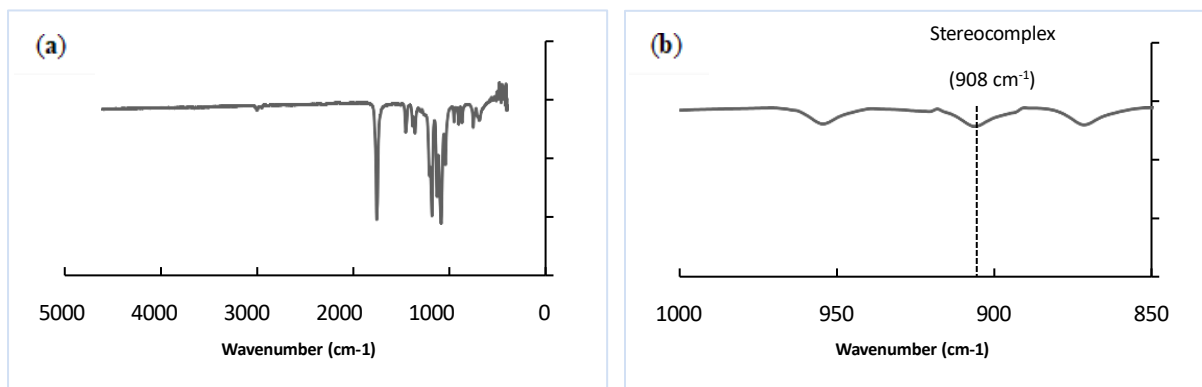 (a)
5000 4000 3000 2000 1000 0
Wavenumber (cm-1)
(b)
Stereocomplex
(908 cm-1)
1000 950 900 850
Wavenumber (cm-1)